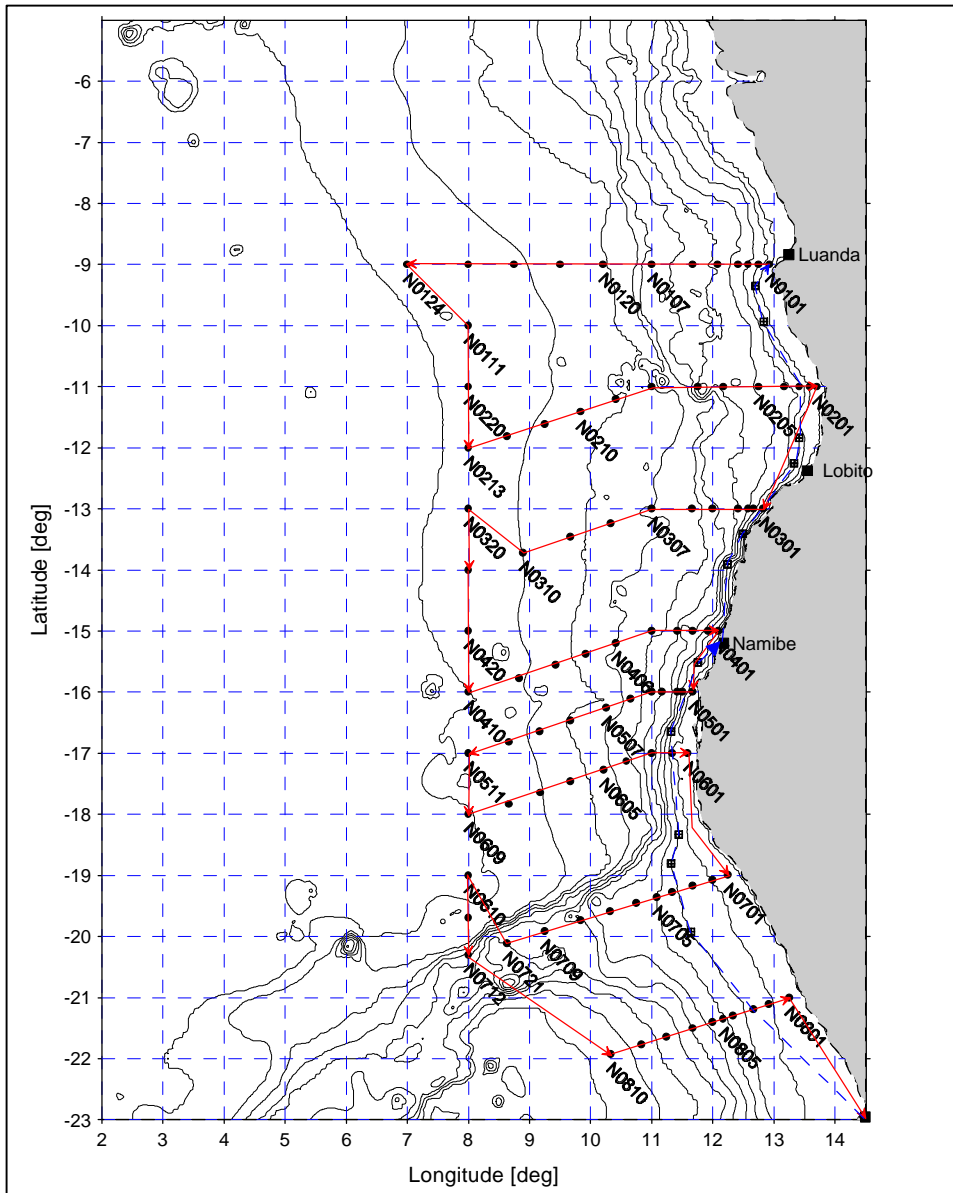 -6
-7
-8
Luanda
-9
N0124
N0120
N0107
N0101
-10
N0111
-11
N0220
N0210
N0205
N0201
-12
Lobito
N0213
-13
N0320
N0310
N0307
N0301
-14
-15
Namibe
N0420
N0406
N0401
-16
N0410
N0507
N0501
-17
N0511
N0605
N0601
-18
N0609
-19
N0610
N0705
N0701
-20
N0712
N0721
N0709
-21
N0801
N0805
-22
N0810
-23
2 3 4 5 6 7 8 9 10 11 12 13 14
Longitude [deg]
Latitude [deg]